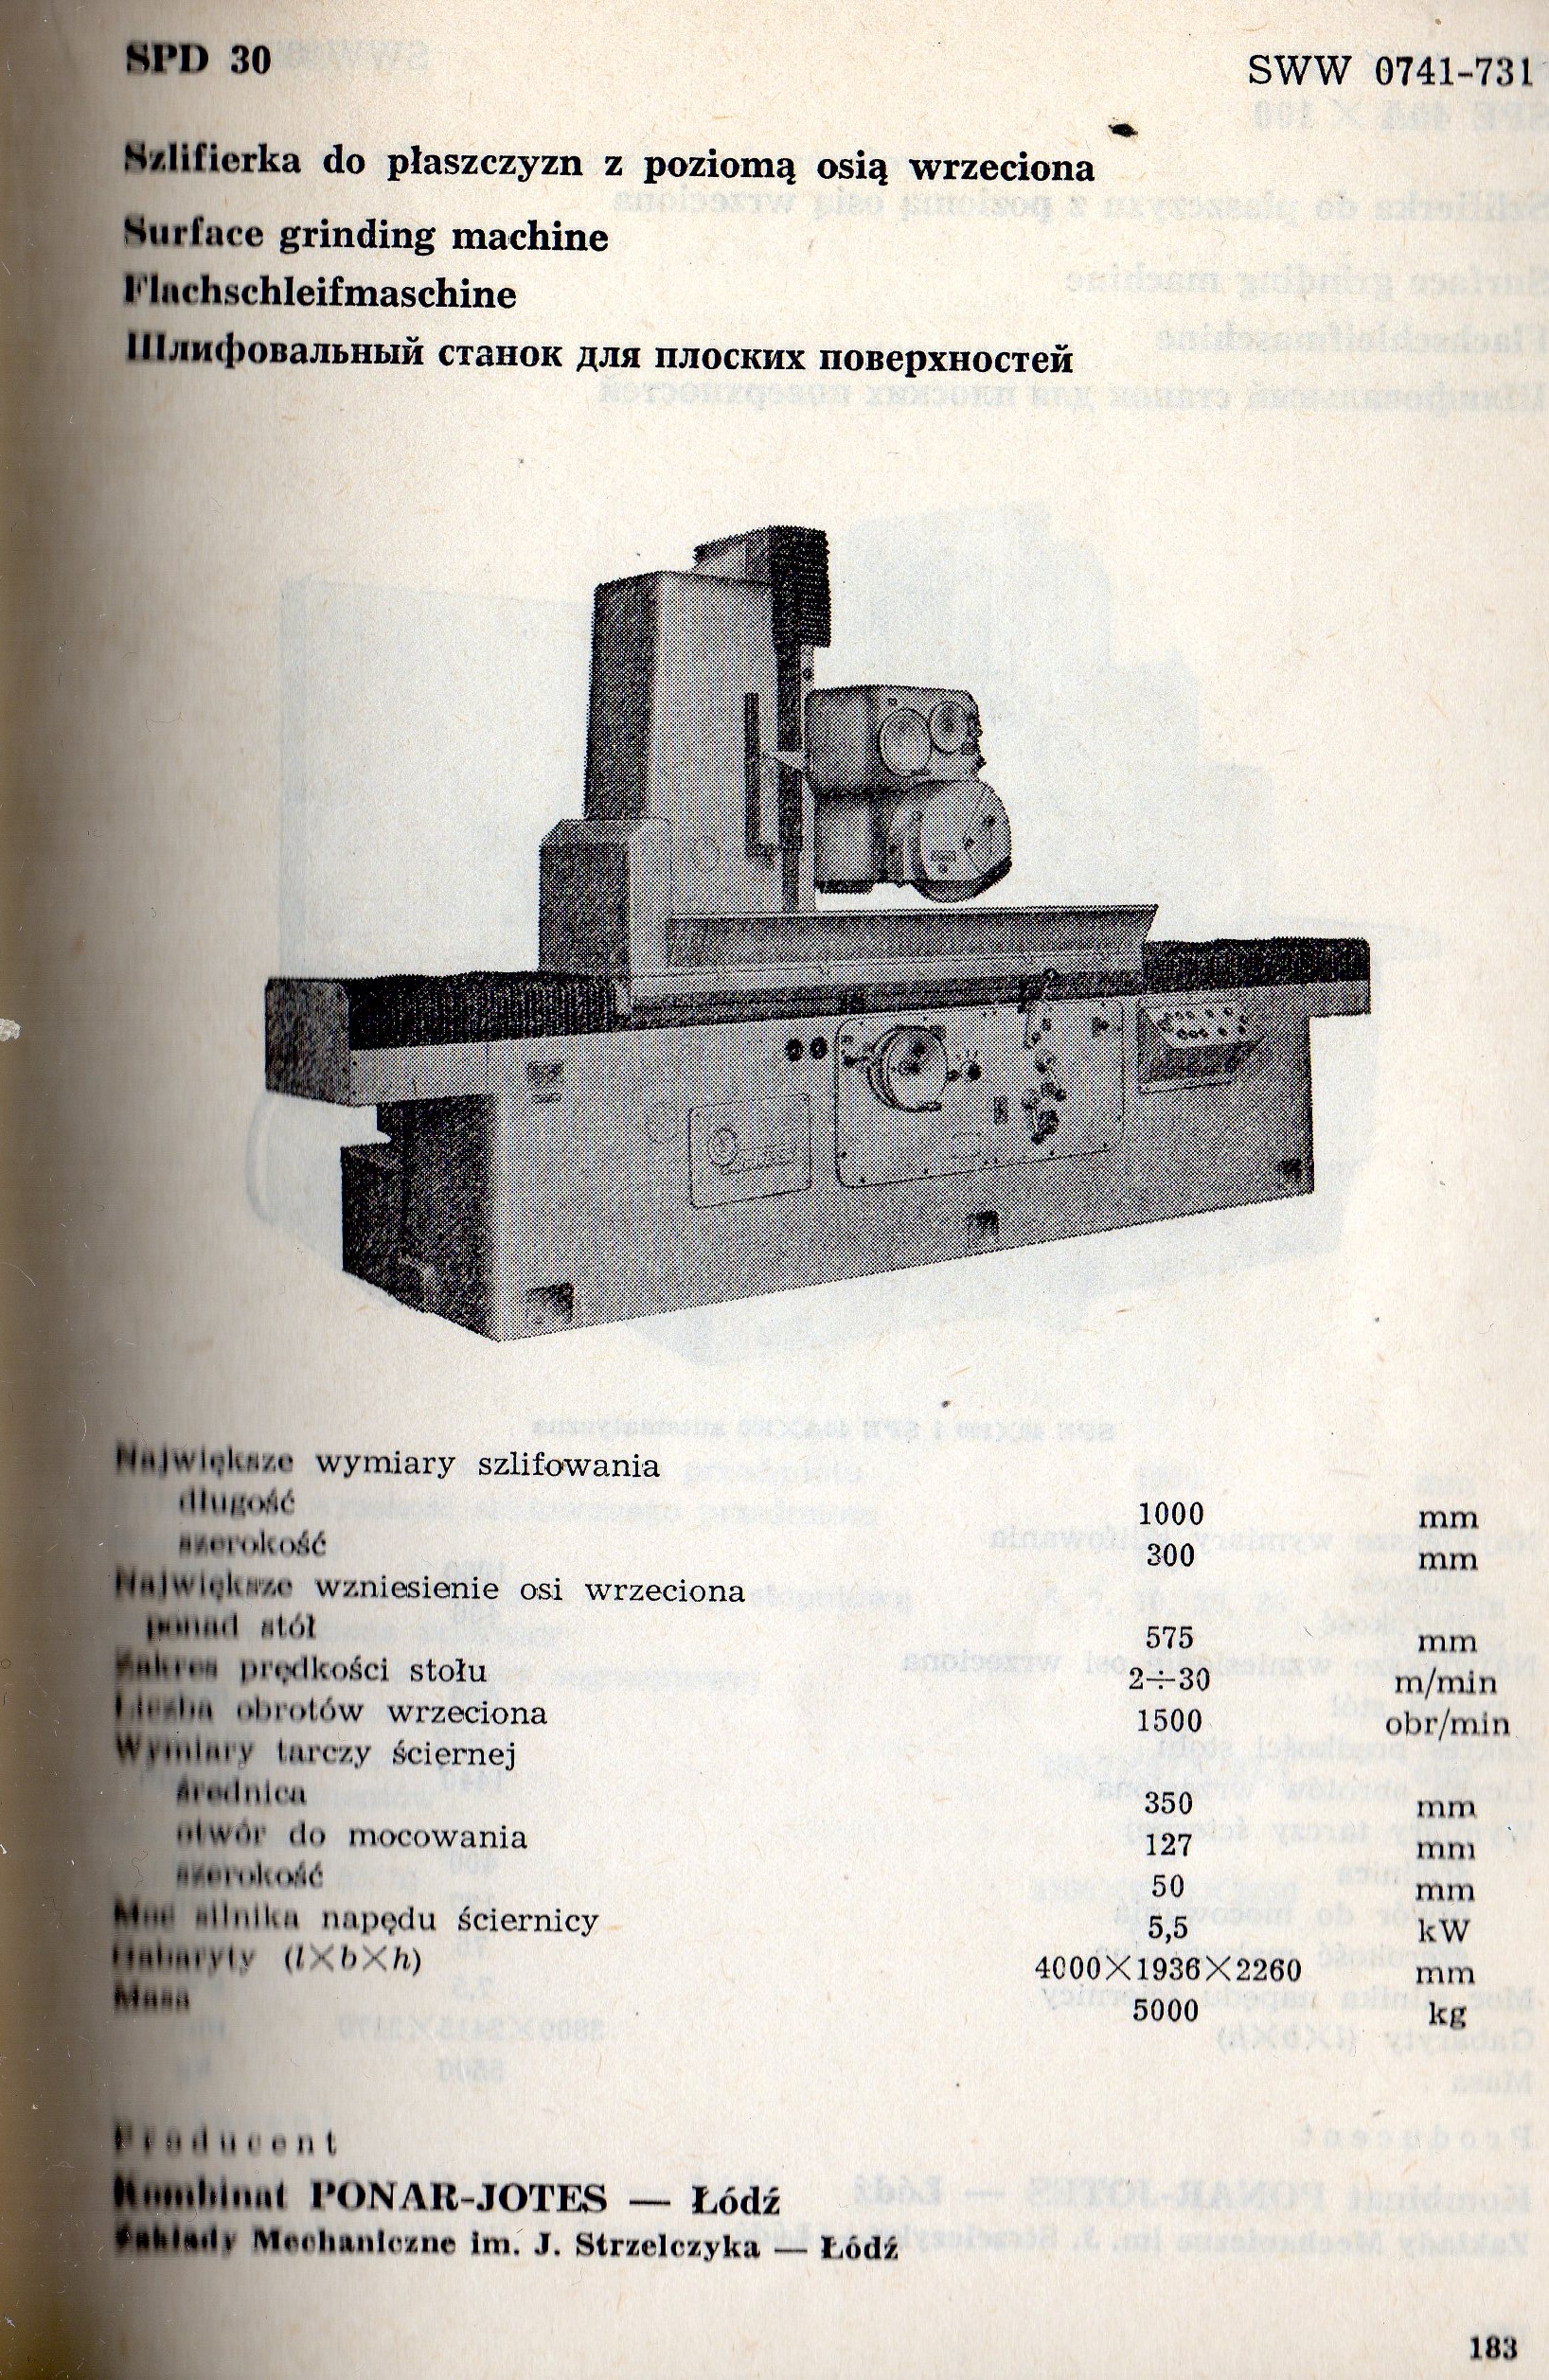 SPD 30
SWW 0741-731
Szlifierka do płaszczyzn z poziomą osią wrzeciona
Surface grinding machine
Flachschleifmaschine
Шлифовальный станок для плоских поверхностей
Największe wymiary szlifowania
długość 1000 mm
szerokość 300 mm
Największe wzniesienie osi wrzeciona
ponad stół 575 mm
Zakres prędkości stołu 2÷30 m/min
Liczba obrotów wrzeciona 1500 obr/min
Wymiary tarczy ściernej
średnica 350 mm
otwór do mocowania 127 mm
szerokość 50 mm
Moc silnika napędu ściernicy 5,5 kW
Gabaryty (l×b×h) 4000×1936×2260 mm
Masa 5000 kg
Producent
Kombinat PONAR-JOTES — Łódź
Zakłady Mechaniczne im. J. Strzelczyka — Łódź
183